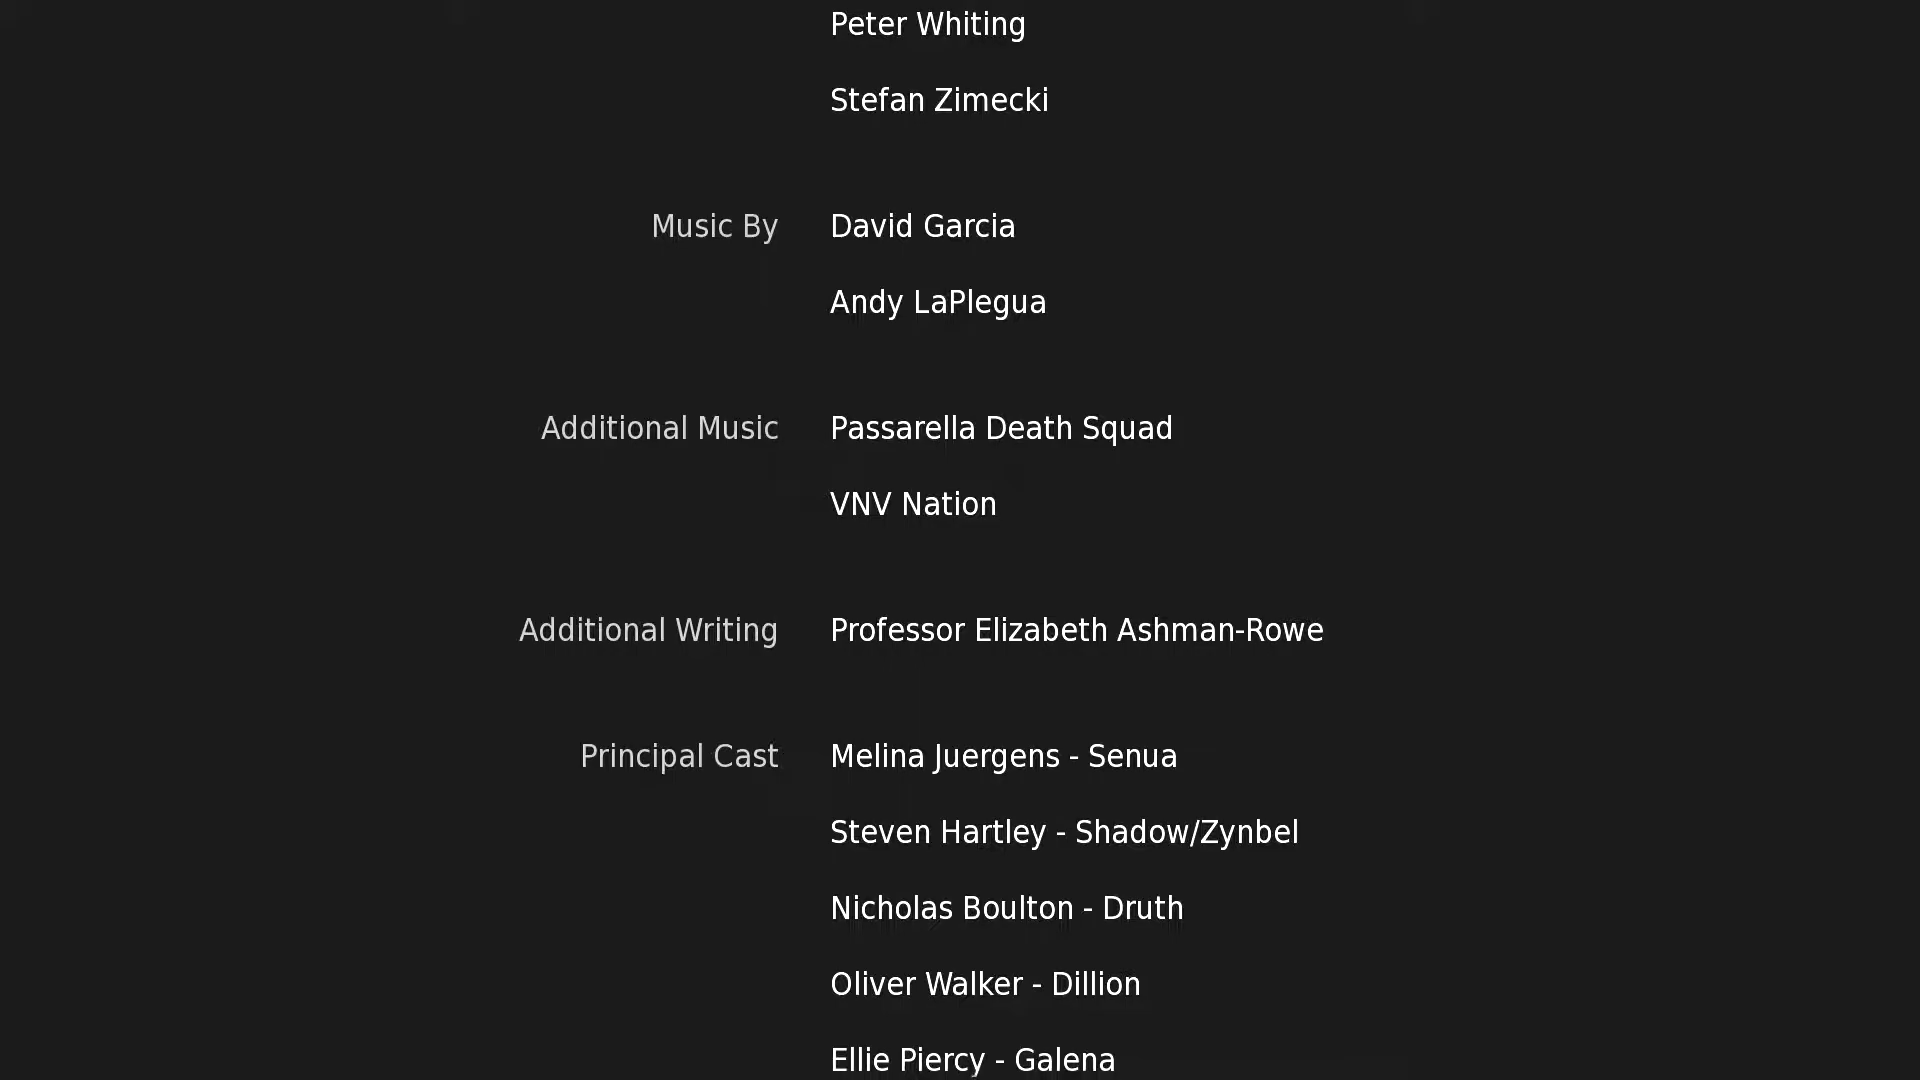 Peter Whiting
Stefan Zimecki
Music By David Garcia
Andy LaPlegua
Additional Music Passarella Death Squad
VNV Nation
Additional Writing Professor Elizabeth Ashman-Rowe
Principal Cast Melina Juergens - Senua
Steven Hartley - Shadow/Zynbel
Nicholas Boulton - Druth
Oliver Walker - Dillion
Ellie Piercy - Galena